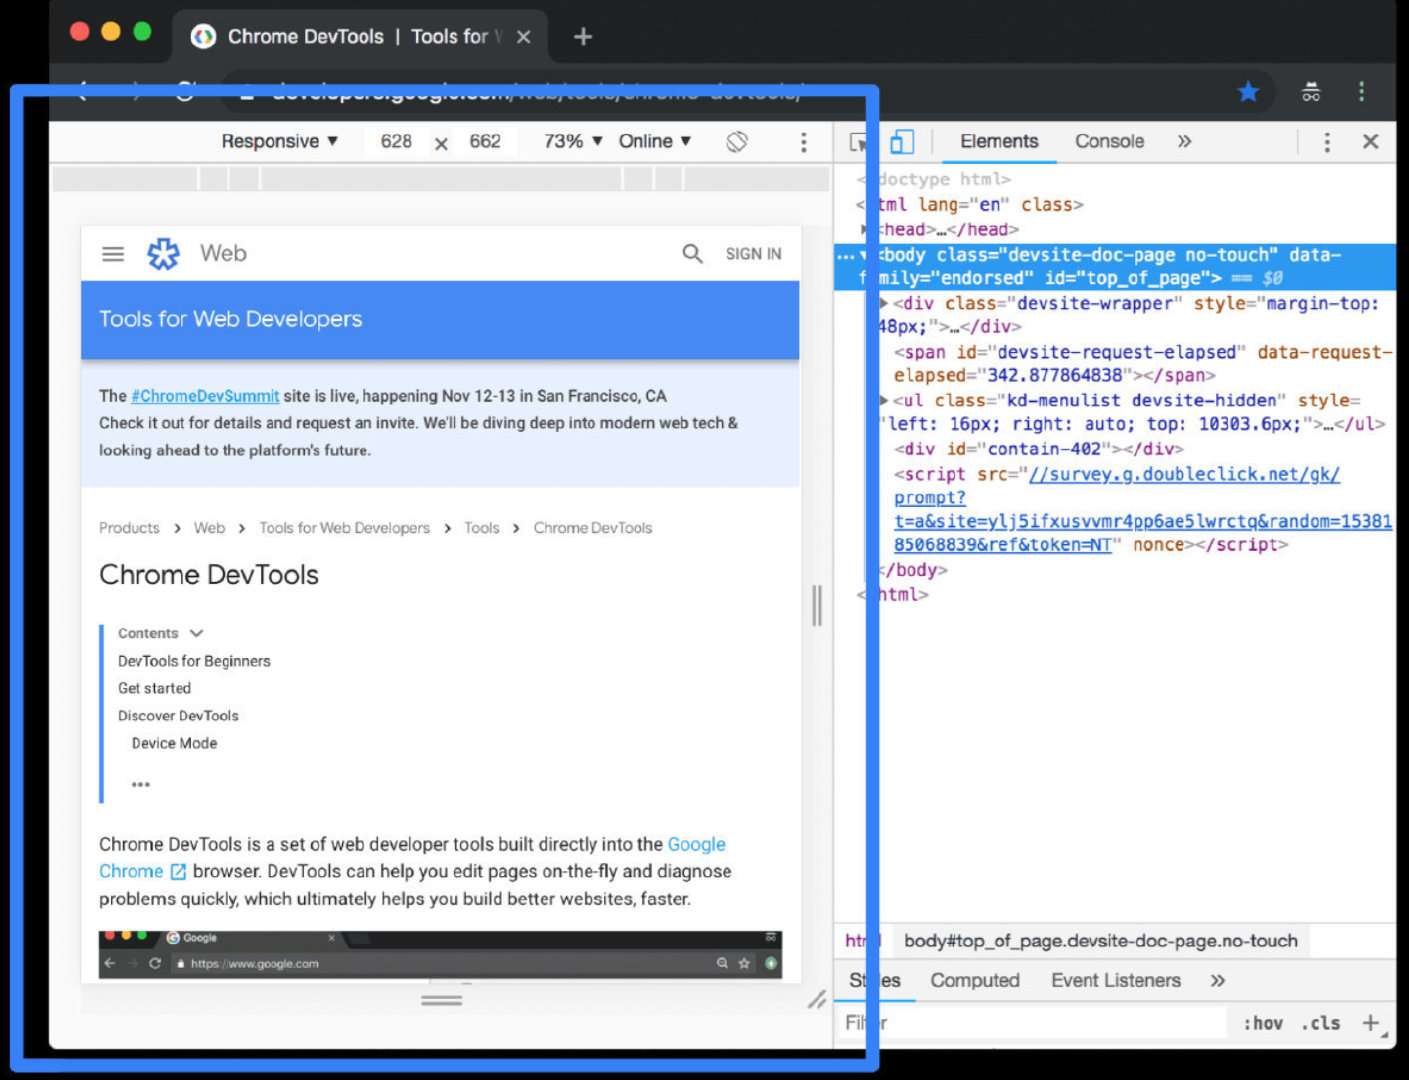 Chrome DevTools | Tools for W
developers.google.com/web/tools/chrome-devtools/
Responsive ▼ 628 × 662 73% ▼ Online ▼
Elements Console »
Web SIGN IN
Tools for Web Developers
The #ChromeDevSummit site is live, happening Nov 12-13 in San Francisco, CA
Check it out for details and request an invite. We'll be diving deep into modern web tech &
looking ahead to the platform's future.
Products > Web > Tools for Web Developers > Tools > Chrome DevTools
Chrome DevTools
Contents
DevTools for Beginners
Get started
Discover DevTools
Device Mode
•••
Chrome DevTools is a set of web developer tools built directly into the Google
Chrome browser. DevTools can help you edit pages on-the-fly and diagnose
problems quickly, which ultimately helps you build better websites, faster.
Google
https://www.google.com
doctype html>
tml lang="en" class>
<head>…</head>
<body class="devsite-doc-page no-touch" data-
family="endorsed" id="top_of_page"> == $0
<div class="devsite-wrapper" style="margin-top:
48px;">…</div>
<span id="devsite-request-elapsed" data-request-
elapsed="342.877864838"></span>
<ul class="kd-menulist devsite-hidden" style=
"left: 16px; right: auto; top: 10303.6px;">…</ul>
<div id="contain-402"></div>
<script src="//survey.g.doubleclick.net/gk/
prompt?
t=a&site=ylj5ifxusvvmr4pp6ae5lwrctq&random=15381
85068839&ref&token=NT" nonce></script>
</body>
html>
html body#top_of_page.devsite-doc-page.no-touch
Styles Computed Event Listeners »
Filter :hov .cls +